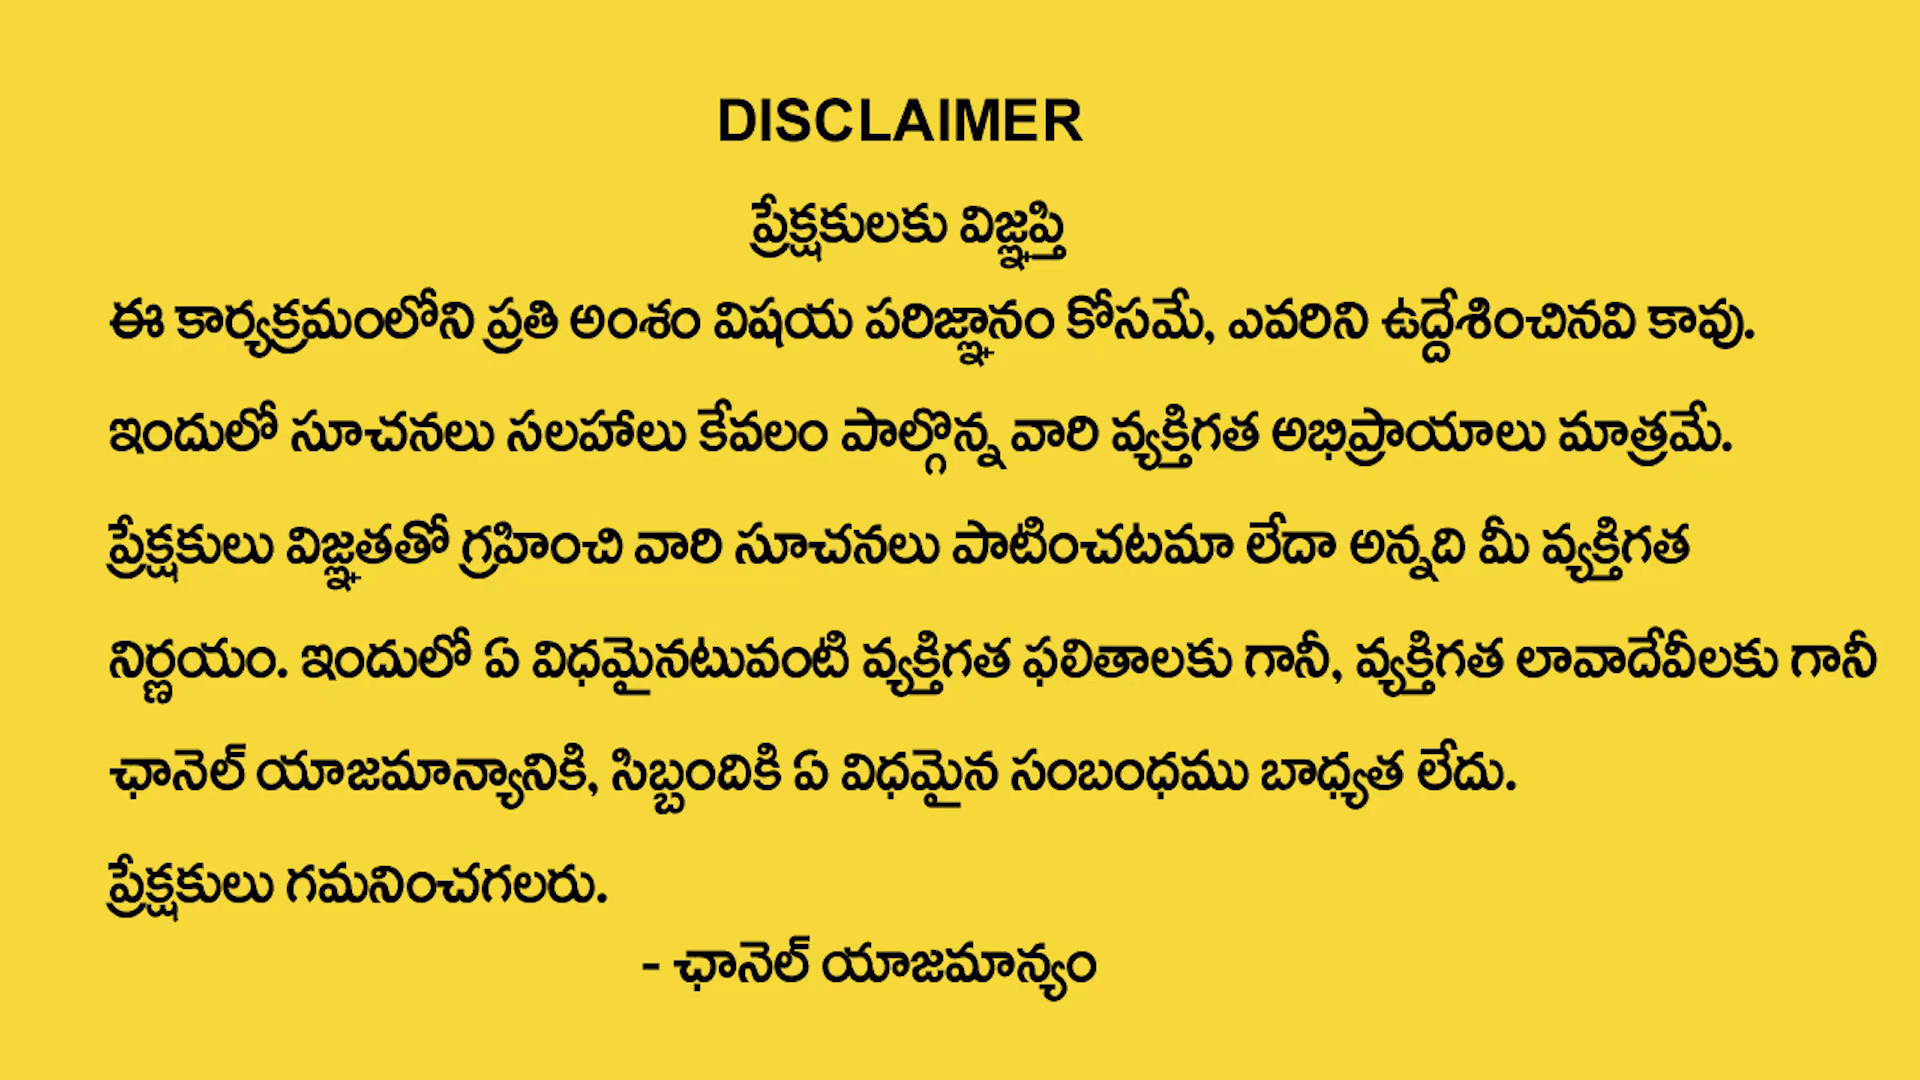 DISCLAIMER
ప్రేక్షకులకు విజ్ఞప్తి
ఈ కార్యక్రమంలోని ప్రతి అంశం విషయ పరిజ్ఞానం కోసమే, ఎవరిని ఉద్దేశించినవి కావు.
ఇందులో సూచనలు సలహాలు కేవలం పాల్గొన్న వారి వ్యక్తిగత అభిప్రాయాలు మాత్రమే.
ప్రేక్షకులు విజ్ఞతతో గ్రహించి వారి సూచనలు పాటించటమా లేదా అన్నది మీ వ్యక్తిగత
నిర్ణయం. ఇందులో ఏ విధమైనటువంటి వ్యక్తిగత ఫలితాలకు గానీ, వ్యక్తిగత లావాదేవీలకు గానీ
ఛానెల్ యాజమాన్యానికి, సిబ్బందికి ఏ విధమైన సంబంధము బాధ్యత లేదు.
ప్రేక్షకులు గమనించగలరు.
- ఛానెల్ యాజమాన్యం